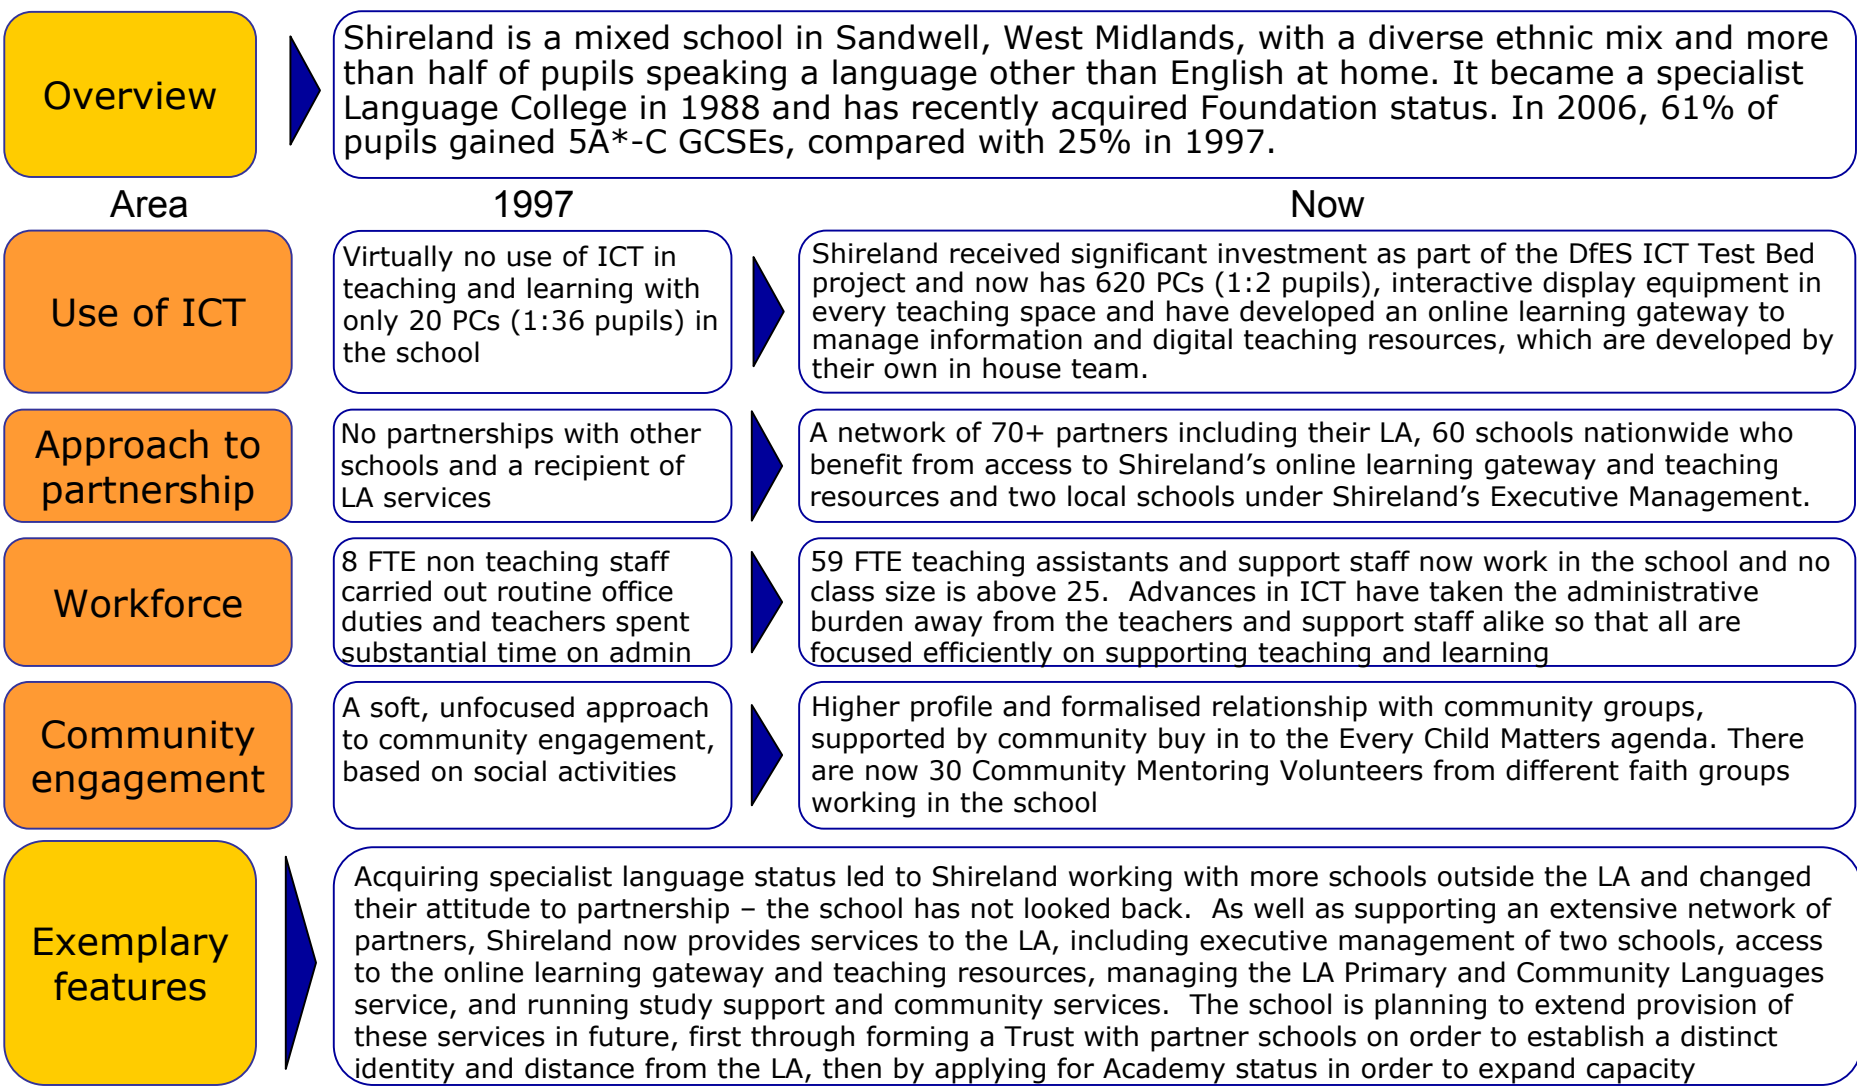 Overview
Shireland is a mixed school in Sandwell, West Midlands, with a diverse ethnic mix and more
than half of pupils speaking a language other than English at home. It became a specialist
Language College in 1988 and has recently acquired Foundation status. In 2006, 61% of
pupils gained 5A*-C GCSEs, compared with 25% in 1997.
Area
1997
Now
Use of ICT
Virtually no use of ICT in
teaching and learning with
only 20 PCs (1:36 pupils) in
the school
Shireland received significant investment as part of the DfES ICT Test Bed
project and now has 620 PCs (1:2 pupils), interactive display equipment in
every teaching space and have developed an online learning gateway to
manage information and digital teaching resources, which are developed by
their own in house team.
Approach to
partnership
No partnerships with other
schools and a recipient of
LA services
A network of 70+ partners including their LA, 60 schools nationwide who
benefit from access to Shireland’s online learning gateway and teaching
resources and two local schools under Shireland’s Executive Management.
Workforce
8 FTE non teaching staff
carried out routine office
duties and teachers spent
substantial time on admin
59 FTE teaching assistants and support staff now work in the school and no
class size is above 25.  Advances in ICT have taken the administrative
burden away from the teachers and support staff alike so that all are
focused efficiently on supporting teaching and learning
Community
engagement
A soft, unfocused approach
to community engagement,
based on social activities
Higher profile and formalised relationship with community groups,
supported by community buy in to the Every Child Matters agenda. There
are now 30 Community Mentoring Volunteers from different faith groups
working in the school
Exemplary
features
Acquiring specialist language status led to Shireland working with more schools outside the LA and changed
their attitude to partnership – the school has not looked back.  As well as supporting an extensive network of
partners, Shireland now provides services to the LA, including executive management of two schools, access
to the online learning gateway and teaching resources, managing the LA Primary and Community Languages
service, and running study support and community services.  The school is planning to extend provision of
these services in future, first through forming a Trust with partner schools on order to establish a distinct
identity and distance from the LA, then by applying for Academy status in order to expand capacity